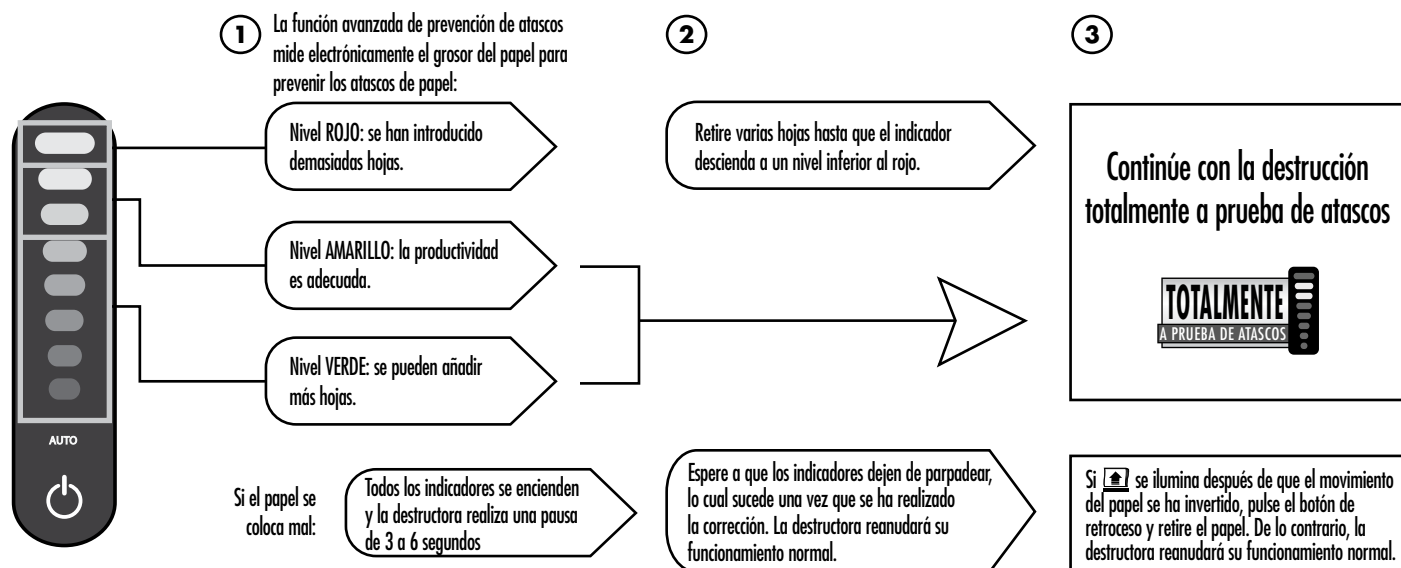 1
La función avanzada de prevención de atascos
mide electrónicamente el grosor del papel para
prevenir los atascos de papel:
2
3
Nivel ROJO: se han introducido
demasiadas hojas.
Retire varias hojas hasta que el indicador
descienda a un nivel inferior al rojo.
Nivel AMARILLO: la productividad
es adecuada.
Nivel VERDE: se pueden añadir
más hojas.
Continúe con la destrucción
totalmente a prueba de atascos
TOTALMENTE
A PRUEBA DE ATASCOS
AUTO
Si el papel se
coloca mal:
Todos los indicadores se encienden
y la destructora realiza una pausa
de 3 a 6 segundos
Espere a que los indicadores dejen de parpadear,
lo cual sucede una vez que se ha realizado
la corrección. La destructora reanudará su
funcionamiento normal.
Si se ilumina después de que el movimiento
del papel se ha invertido, pulse el botón de
retroceso y retire el papel. De lo contrario, la
destructora reanudará su funcionamiento normal.